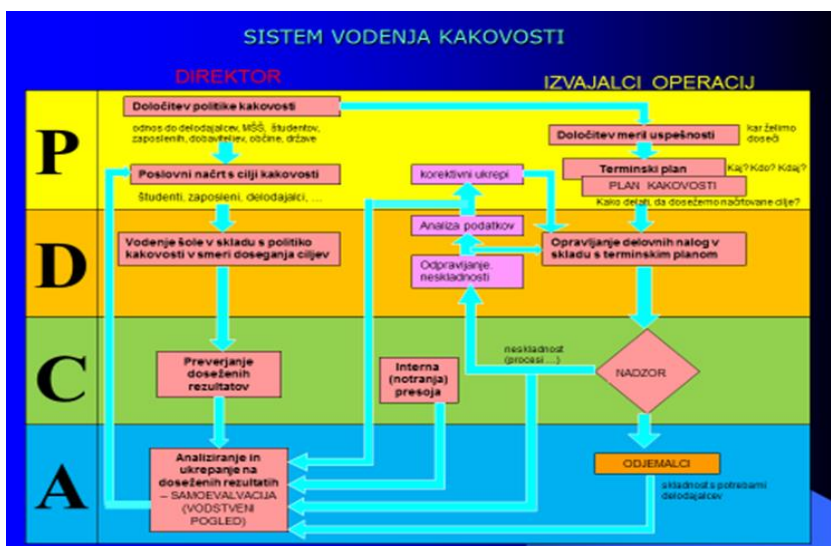 SISTEM VODENJA KAKOVOSTI
DIREKTOR
IZVAJALCI OPERACIJ
P
Določitev politike kakovosti
odnos do delodajalcev, MŠŠ, študentov,
zaposlenih, dobaviteljev, občine, države
Določitev meril uspešnosti
kar želimo
doseči
Poslovni načrt s cilji kakovosti
študenti, zaposleni, delodajalci, ...
korektivni ukrepi
Terminski plan
Kaj? Kdo? Kdaj?
PLAN KAKOVOSTI
Kako delati, da dosežemo načrtovane cilje?
D
Vodenje šole v skladu s politiko
kakovosti v smeri doseganja ciljev
Analiza podatkov
Odpravljanje
neskladnosti
Opravljanje delovnih nalog v
skladu s terminskim planom
C
Preverjanje
doseženih
rezultatov
Interna
(notranja)
presoja
neskladnost
(procesi ...)
NADZOR
A
Analiziranje in
ukrepanje na
doseženih rezultatih
– SAMOEVALVACIJA
(VODSTVENI
POGLED)
ODJEMALCI
skladnost s potrebami
delodajalcev